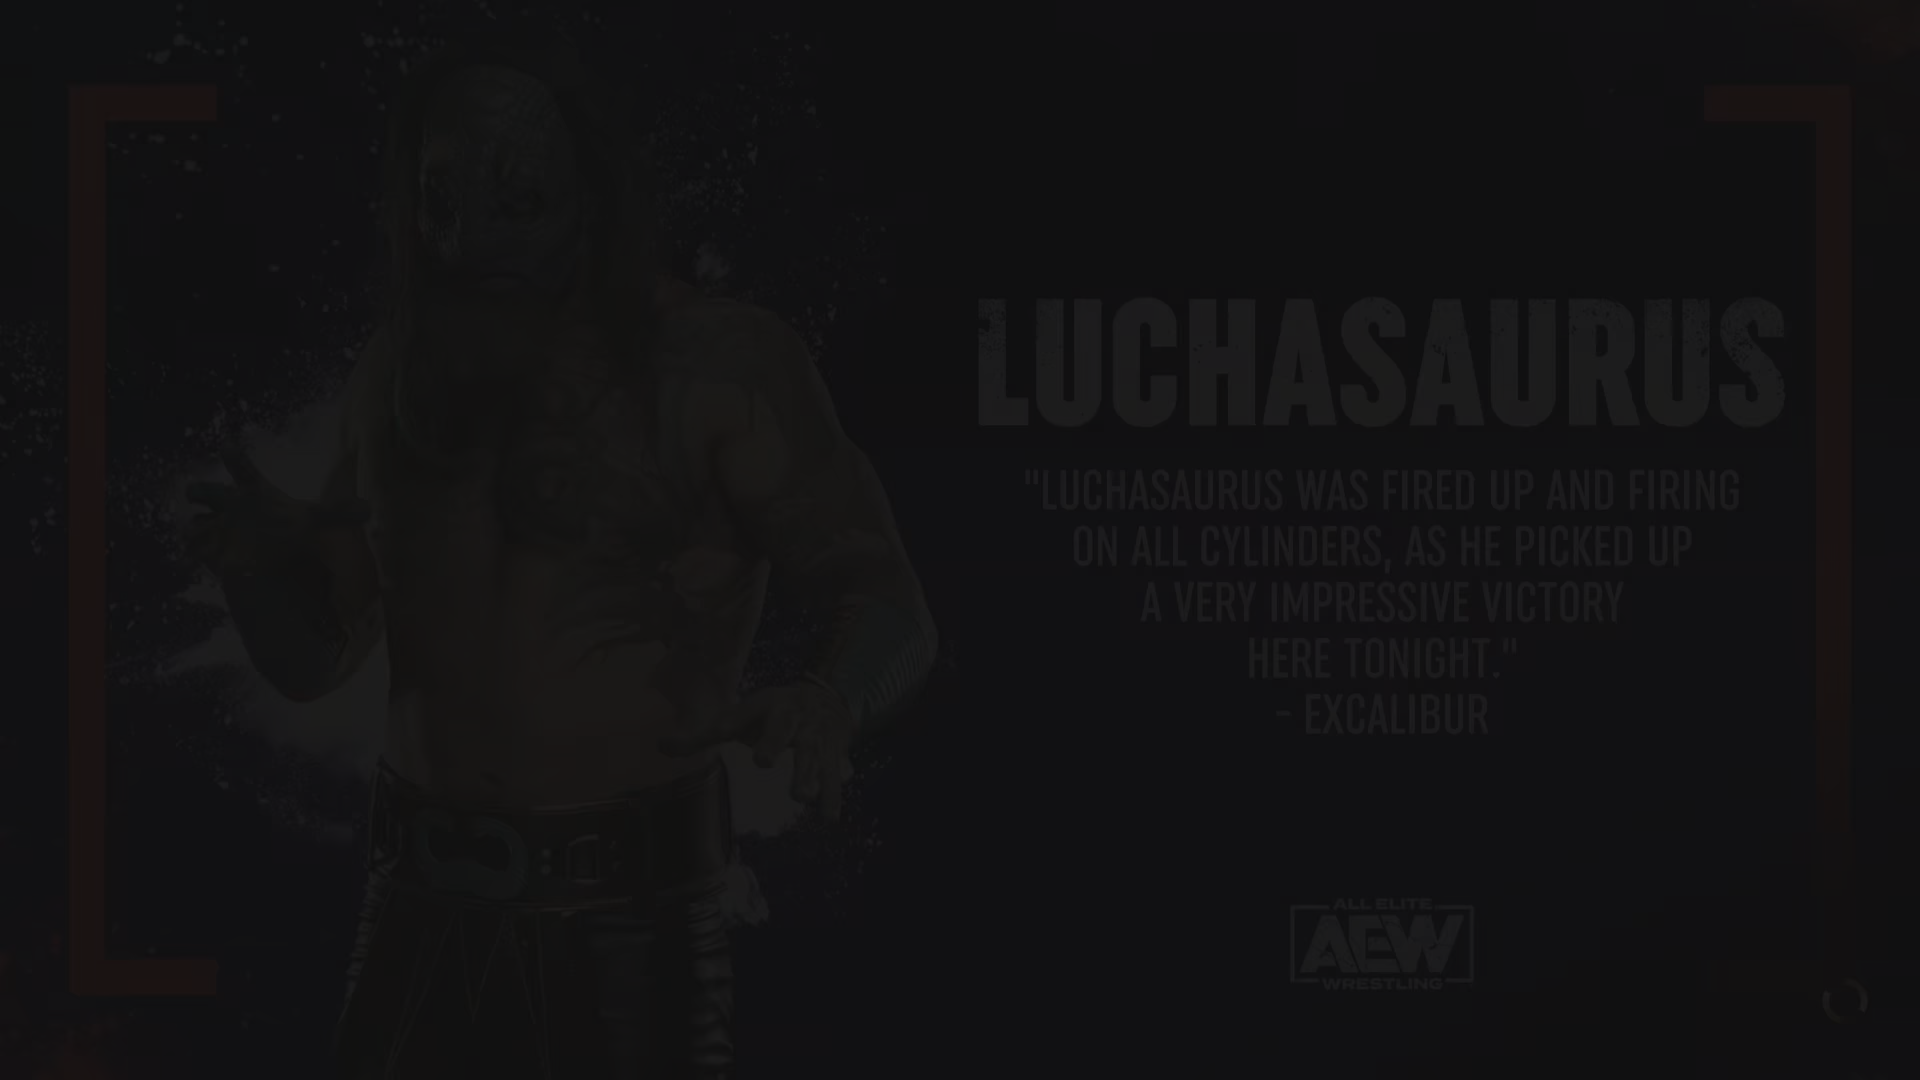 LUCHASAURUS
"LUCHASAURUS WAS FIRED UP AND FIRING
ON ALL CYLINDERS, AS HE PICKED UP
A VERY IMPRESSIVE VICTORY
HERE TONIGHT."
- EXCALIBUR
ALL ELITE
AEW
WRESTLING